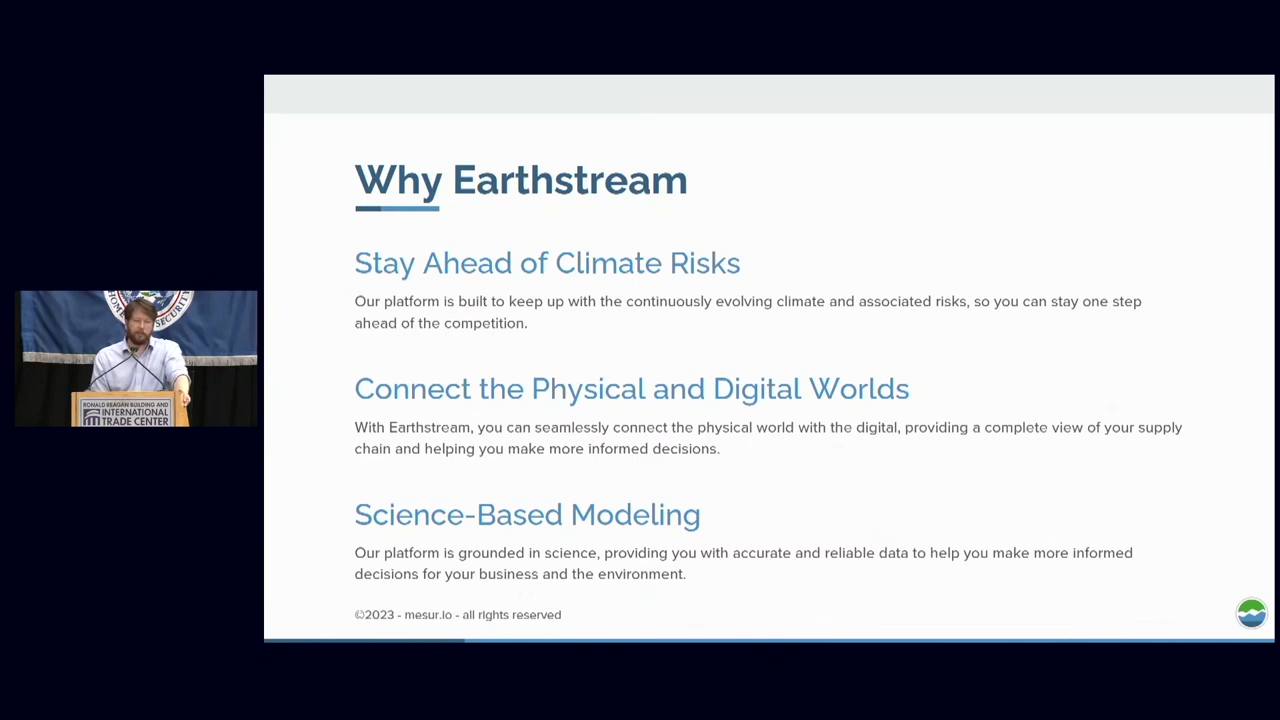 Why Earthstream
Stay Ahead of Climate Risks
Our platform is built to keep up with the continuously evolving climate and associated risks, so you can stay one step
ahead of the competition.
Connect the Physical and Digital Worlds
With Earthstream, you can seamlessly connect the physical world with the digital, providing a complete view of your supply
chain and helping you make more informed decisions.
Science-Based Modeling
Our platform is grounded in science, providing you with accurate and reliable data to help you make more informed
decisions for your business and the environment.
©2023 - mesur.io - all rights reserved
SECURITY
RONALD REAGAN BUILDING AND
INTERNATIONAL
TRADE CENTER